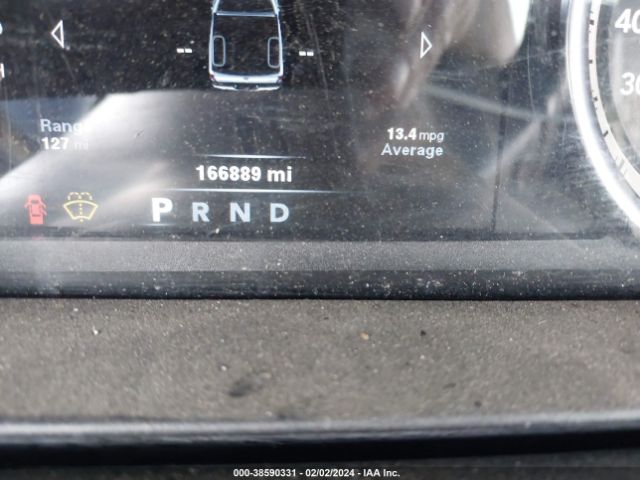 40
30
-- --
Range
127 mi
13.4 mpg
Average
166889 mi
P R N D
000-38590331 - 02/02/2024 - IAA Inc.